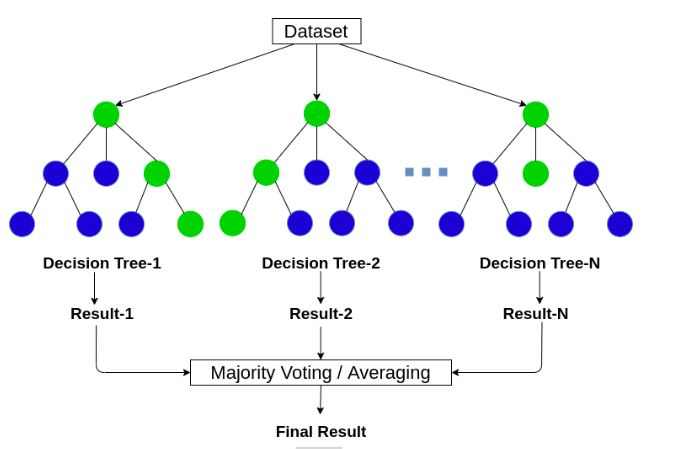 Dataset
Decision Tree-1
Decision Tree-2
Decision Tree-N
Result-1
Result-2
Result-N
Majority Voting / Averaging
Final Result